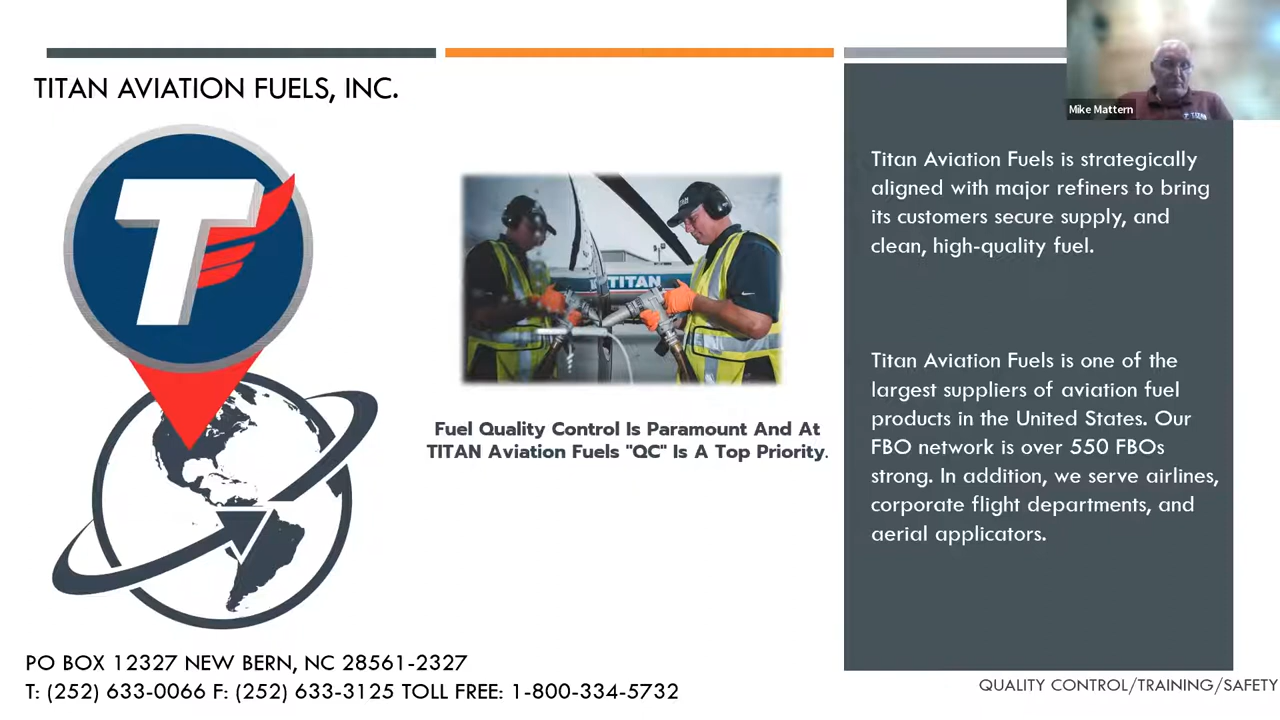 TITAN AVIATION FUELS, INC.
T
TITAN
TITAN
Fuel Quality Control Is Paramount And At
TITAN Aviation Fuels "QC" Is A Top Priority.
PO BOX 12327 NEW BERN, NC 28561-2327
T: (252) 633-0066 F: (252) 633-3125 TOLL FREE: 1-800-334-5732
Mike Mattern
TITAN
Titan Aviation Fuels is strategically
aligned with major refiners to bring
its customers secure supply, and
clean, high-quality fuel.
Titan Aviation Fuels is one of the
largest suppliers of aviation fuel
products in the United States. Our
FBO network is over 550 FBOs
strong. In addition, we serve airlines,
corporate flight departments, and
aerial applicators.
QUALITY CONTROL/TRAINING/SAFETY